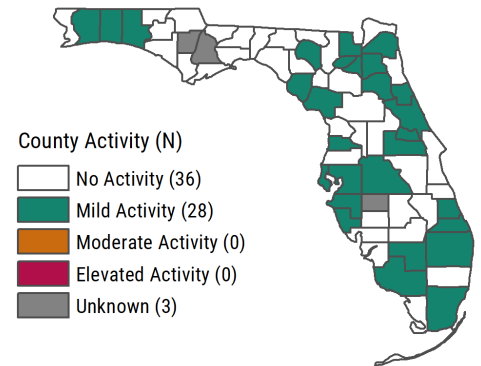 County Activity (N)
No Activity (36)
Mild Activity (28)
Moderate Activity (0)
Elevated Activity (0)
Unknown (3)